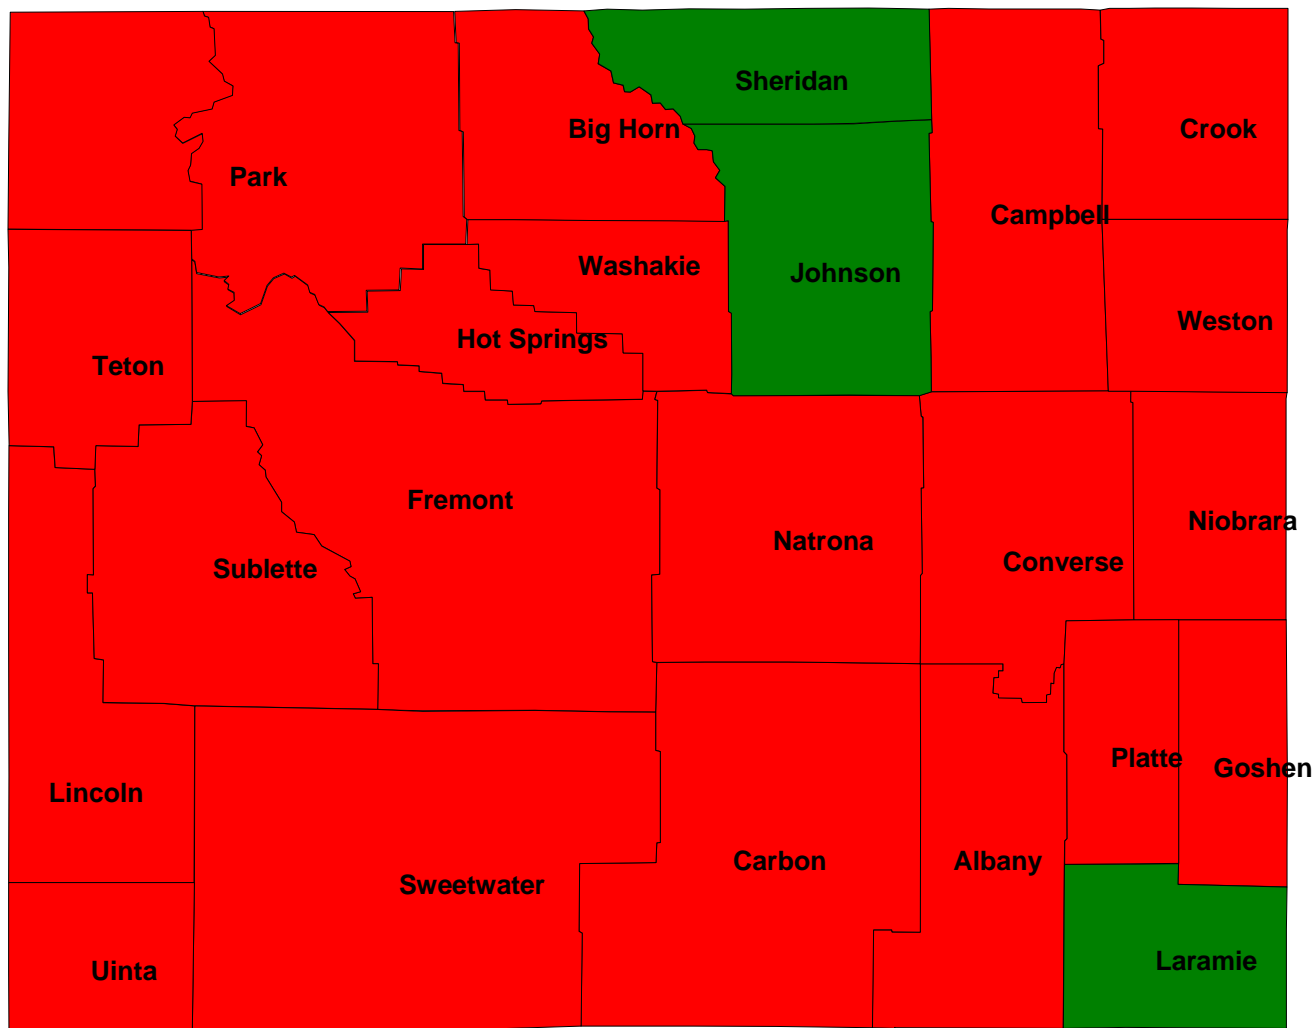 Sheridan
Big Horn
Crook
Park
Campbell
Washakie
Johnson
Weston
Hot Springs
Teton
Fremont
Niobrara
Natrona
Converse
Sublette
Platte
Goshen
Lincoln
Carbon
Albany
Sweetwater
Laramie
Uinta